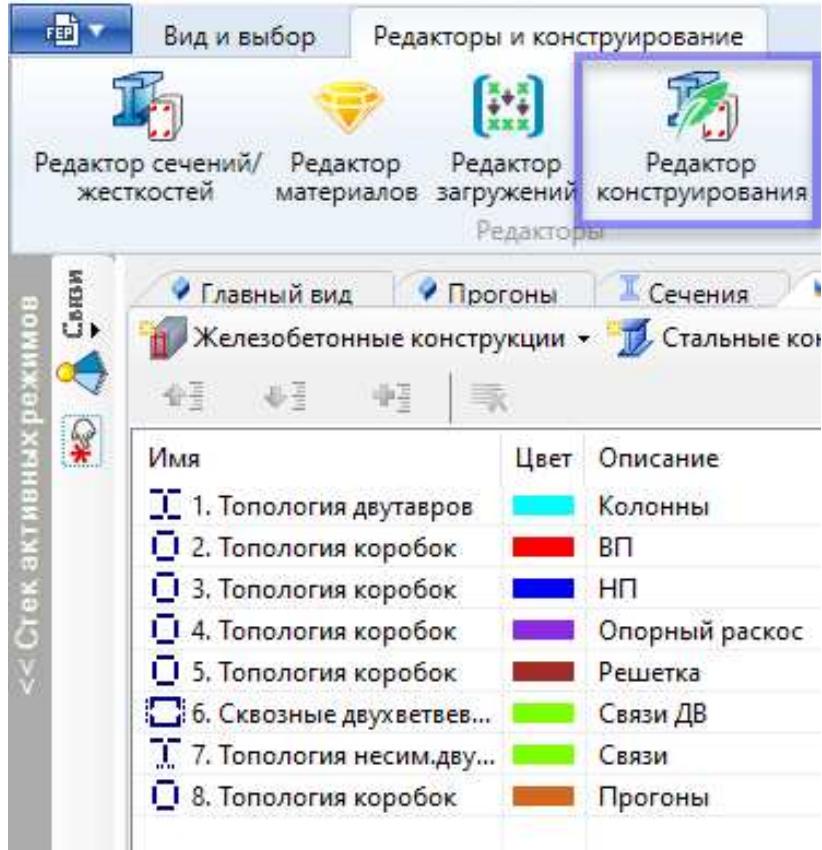 FEP
Вид и выбор Редакторы и конструирование
Редактор сечений/ Редактор Редактор Редактор
жесткостей материалов загружений конструирования
Редакторы
<< Стек активных режимов
Связи
Главный вид Прогоны Сечения
Железобетонные конструкции Стальные кон
Имя Цвет Описание
1. Топология двутавров Колонны
2. Топология коробок ВП
3. Топология коробок НП
4. Топология коробок Опорный раскос
5. Топология коробок Решетка
6. Сквозные двухветвев... Связи ДВ
7. Топология несим.дву... Связи
8. Топология коробок Прогоны